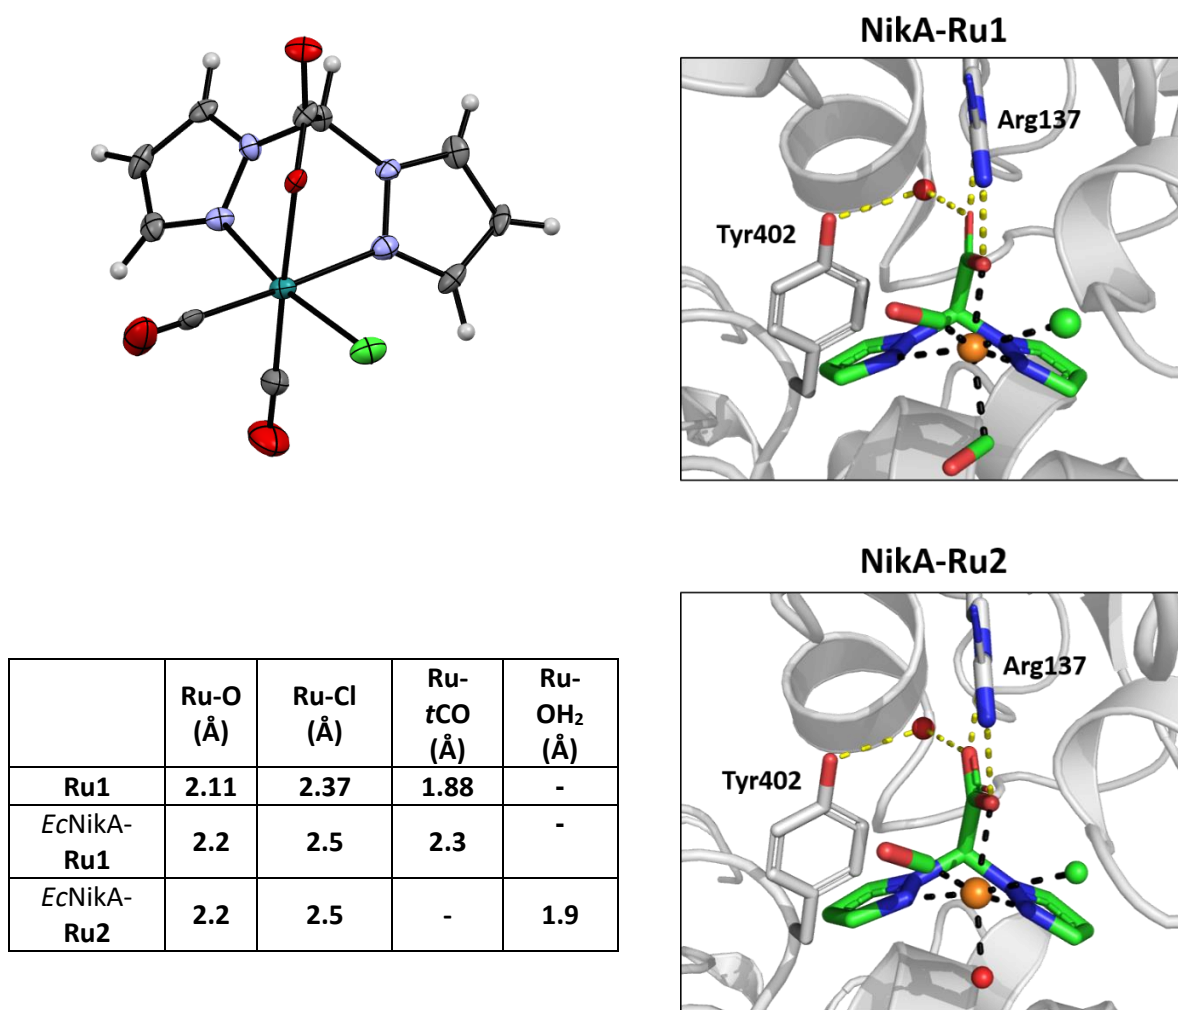 NikA-Ru1
Arg137
Tyr402
NikA-Ru2
Arg137
Tyr402
Ru-O (Å) Ru-Cl (Å) Ru-tCO (Å) Ru-OH₂ (Å)
Ru1 2.11 2.37 1.88 -
EcNikA-Ru1 2.2 2.5 2.3 -
EcNikA-Ru2 2.2 2.5 - 1.9